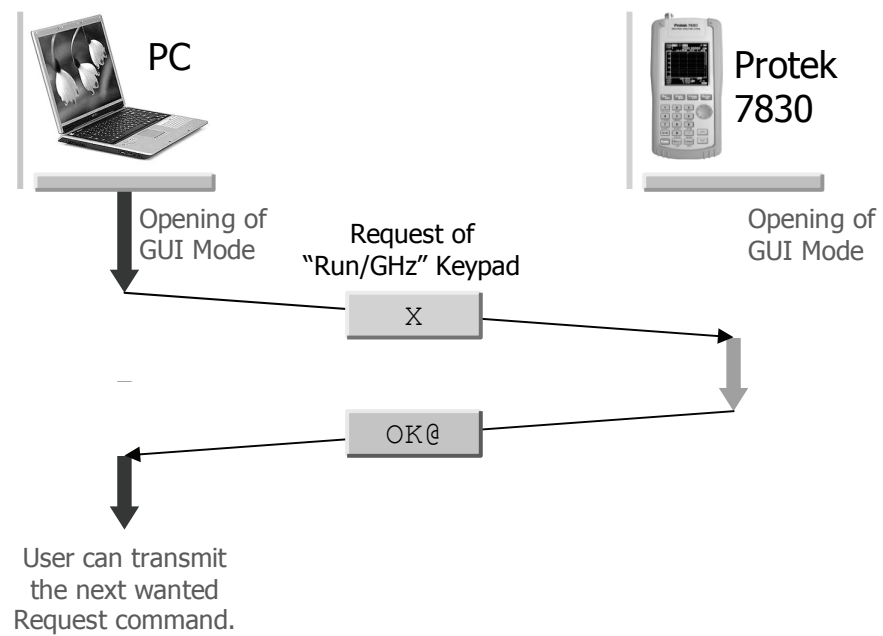 PC
Protek
7830
Opening of
GUI Mode
Opening of
GUI Mode
Request of
“Run/GHz” Keypad
X
OK@
User can transmit
the next wanted
Request command.